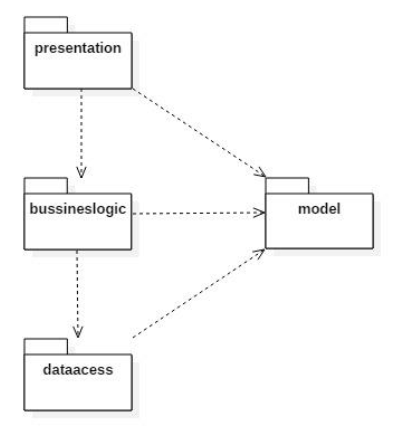 presentation
bussineslogic
model
dataacess